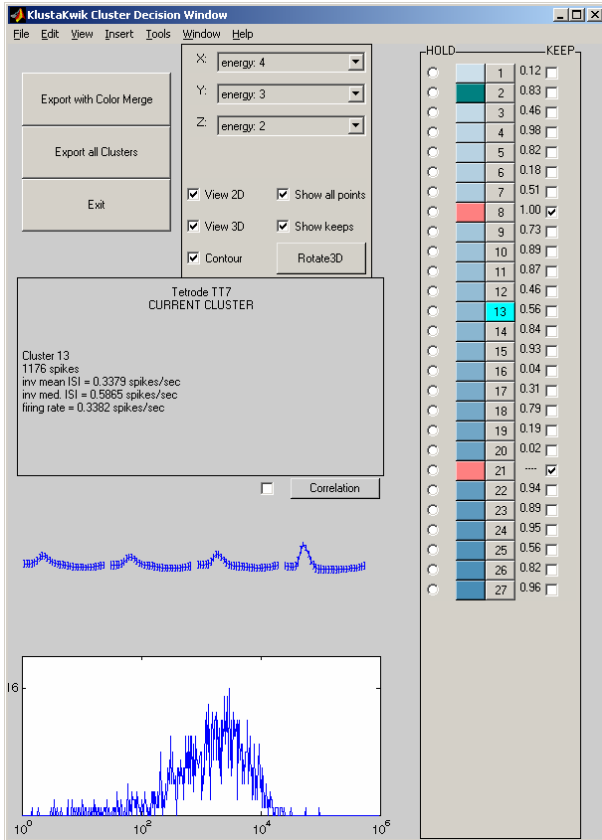 KlustaKwik Cluster Decision Window
File Edit View Insert Tools Window Help
Export with Color Merge
Export all Clusters
Exit
X: energy: 4
Y: energy: 3
Z: energy: 2
View 2D Show all points
View 3D Show keeps
Contour Rotate3D
Tetrode TT7
CURRENT CLUSTER
Cluster 13
1176 spikes
inv mean ISI = 0.3379 spikes/sec
inv med. ISI = 0.5865 spikes/sec
firing rate = 0.3382 spikes/sec
Correlation
16
10^0 10^2 10^4 10^6
HOLD KEEP
1 0.12
2 0.83
3 0.46
4 0.98
5 0.82
6 0.18
7 0.51
8 1.00
9 0.73
10 0.89
11 0.87
12 0.46
13 0.56
14 0.84
15 0.93
16 0.04
17 0.31
18 0.79
19 0.19
20 0.02
21 ----
22 0.94
23 0.89
24 0.95
25 0.56
26 0.82
27 0.96